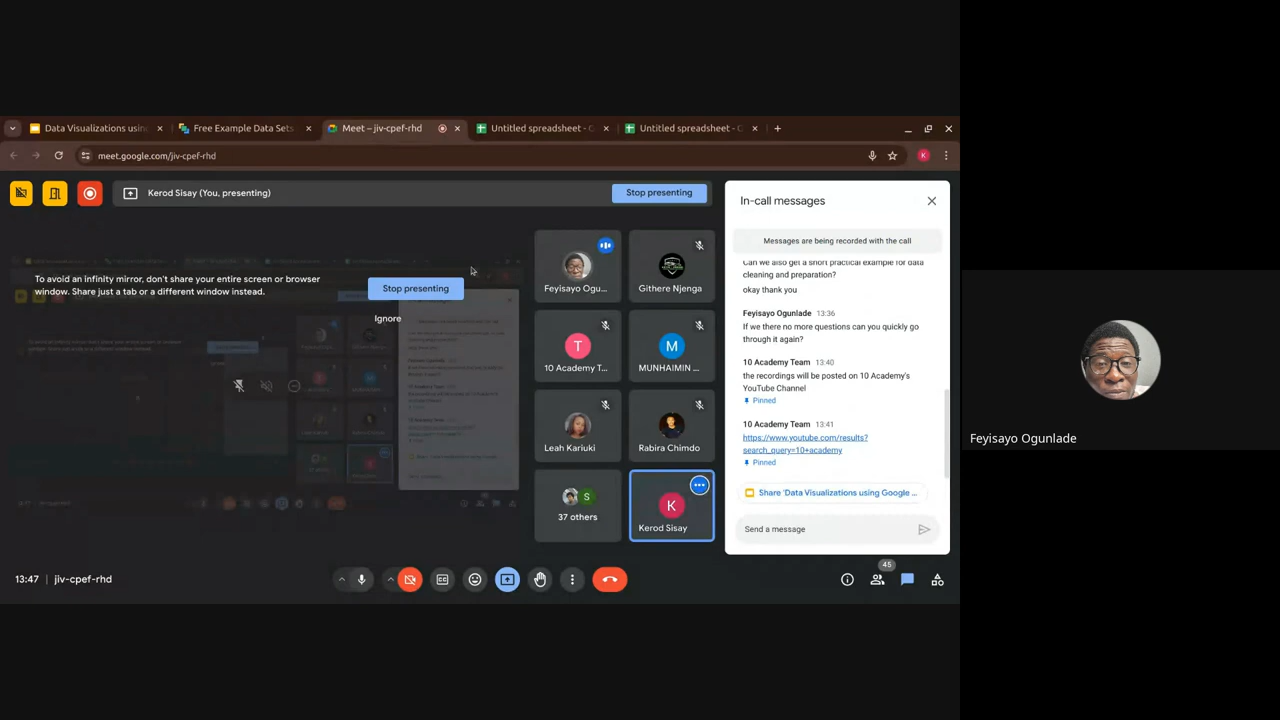 Data Visualizations usin
Free Example Data Sets
Meet – jiv-cpef-rhd
Untitled spreadsheet - G
Untitled spreadsheet - G
meet.google.com/jiv-cpef-rhd
K
Kerod Sisay (You, presenting)
Stop presenting
In-call messages
Messages are being recorded with the call
Can we also get a short practical example for data
cleaning and preparation?
okay thank you
Feyisayo Ogunlade 13:36
If we there no more questions can you quickly go
through it again?
10 Academy Team 13:40
the recordings will be posted on 10 Academy's
YouTube Channel
Pinned
10 Academy Team 13:41
https://www.youtube.com/results?
search_query=10+academy
Pinned
Share 'Data Visualizations using Google ...
Send a message
To avoid an infinity mirror, don't share your entire screen or browser
window. Share just a tab or a different window instead.
Stop presenting
Ignore
Feyisayo Ogu...
Githere Njenga
T
10 Academy T...
M
MUNHAIMIN ...
Leah Kariuki
Rabira Chimdo
S
37 others
K
Kerod Sisay
13:47 | jiv-cpef-rhd
45
Feyisayo Ogunlade